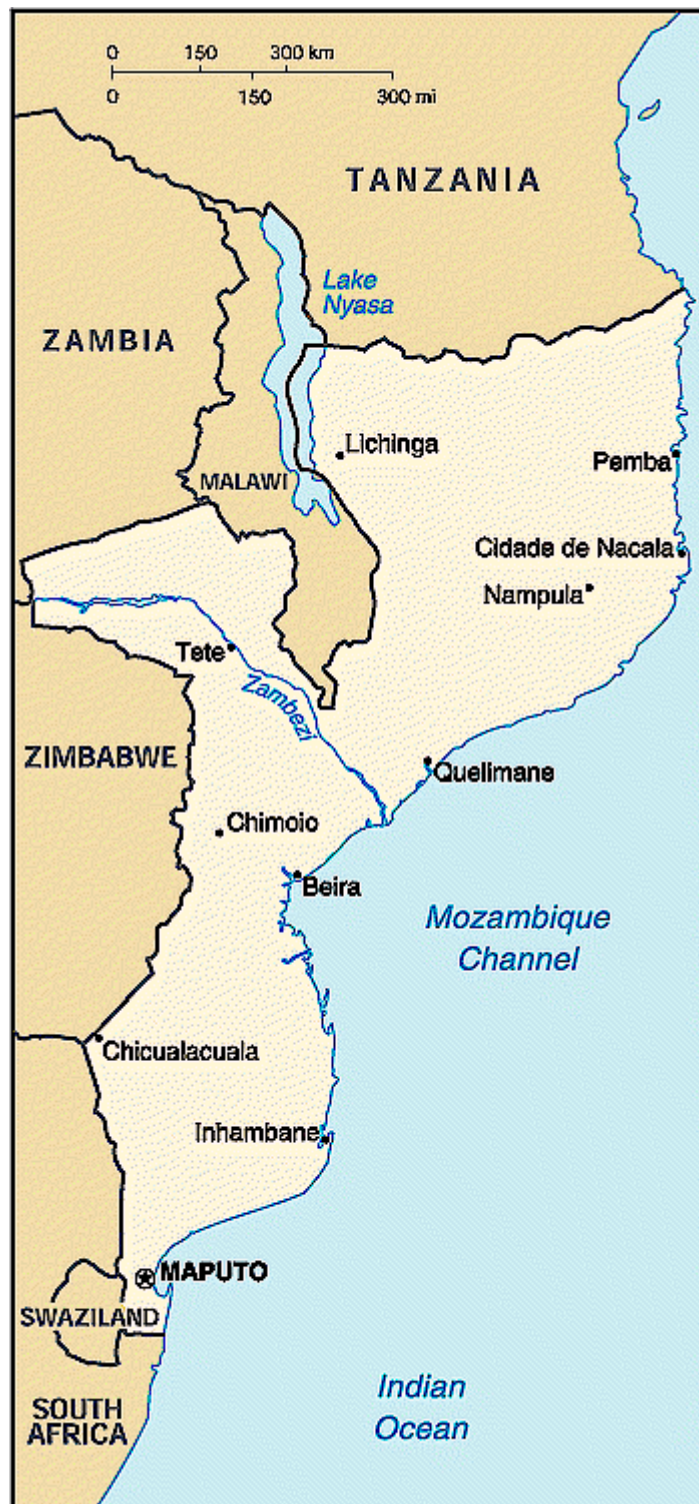 0 150 300 km
0 150 300 mi
TANZANIA
Lake
Nyasa
ZAMBIA
Lichinga
Pemba
MALAWI
Cidade de Nacala
Nampula
Tete
Zambezi
ZIMBABWE
Quelimane
Chimoio
Beira
Mozambique
Channel
Chicualacuala
Inhambane
MAPUTO
SWAZILAND
Indian
Ocean
SOUTH
AFRICA